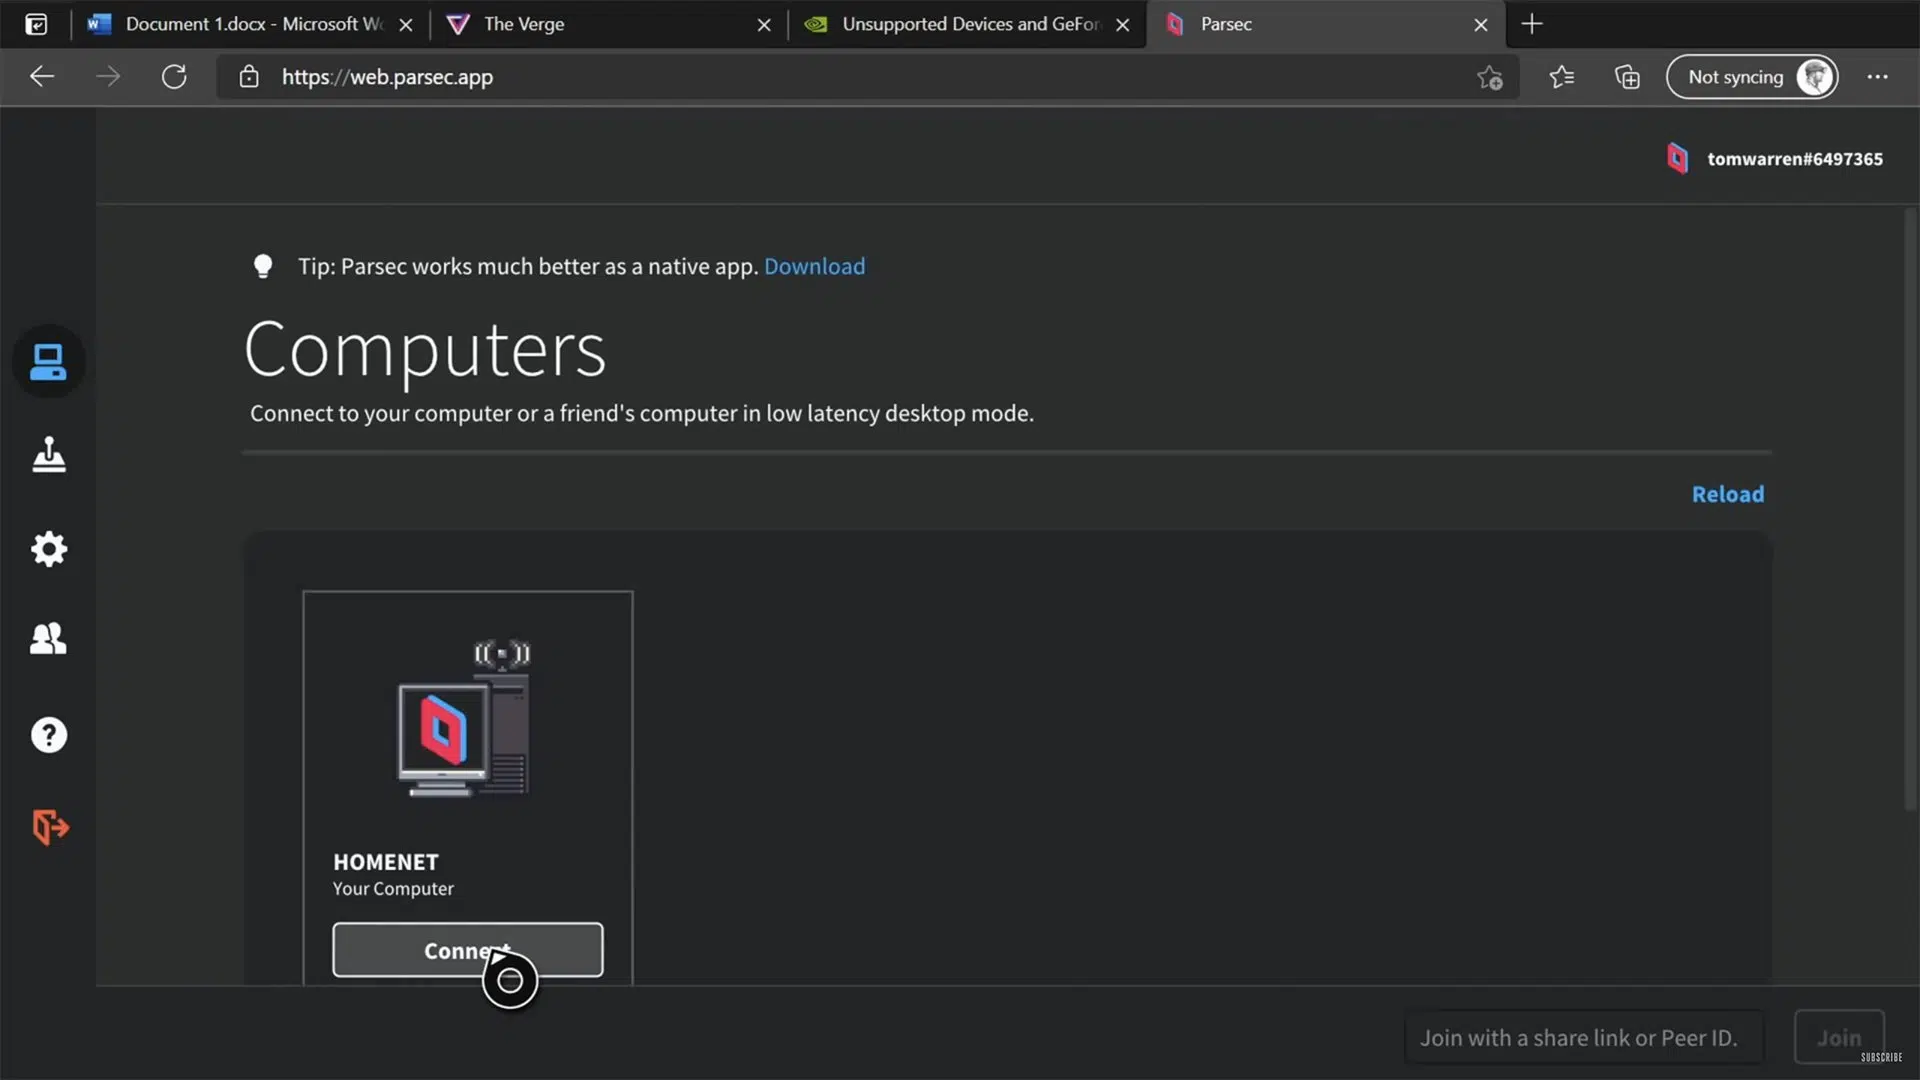 Document 1.docx - Microsoft Wo
The Verge
Unsupported Devices and GeFor
Parsec
https://web.parsec.app
Not syncing
tomwarren#6497365
Tip: Parsec works much better as a native app. Download
Computers
Connect to your computer or a friend's computer in low latency desktop mode.
Reload
HOMENET
Your Computer
Connect
Join with a share link or Peer ID.
Join
SUBSCRIBE